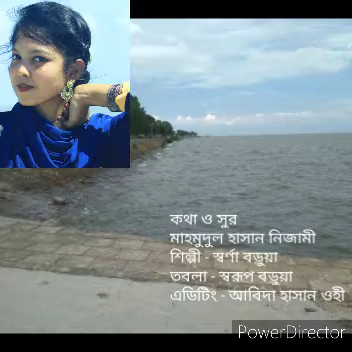 কথা ও সুর
মাহমুদুল হাসান নিজামী
শিল্পী - স্বর্ণা বড়ুয়া
তবলা - স্বরূপ বড়ুয়া
এডিটিং - আবিদা হাসান ওহী
PowerDirector